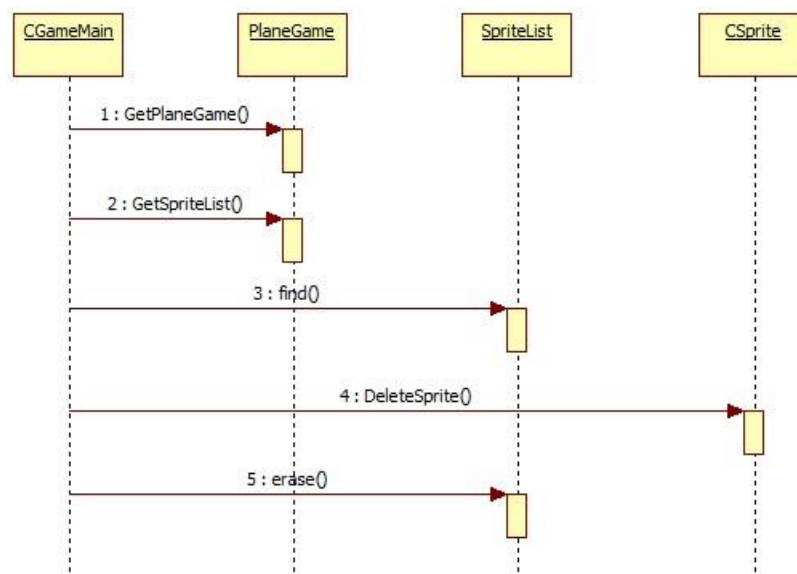 CGameMain
PlaneGame
SpriteList
CSprite
1 : GetPlaneGame()
2 : GetSpriteList()
3 : find()
4 : DeleteSprite()
5 : erase()